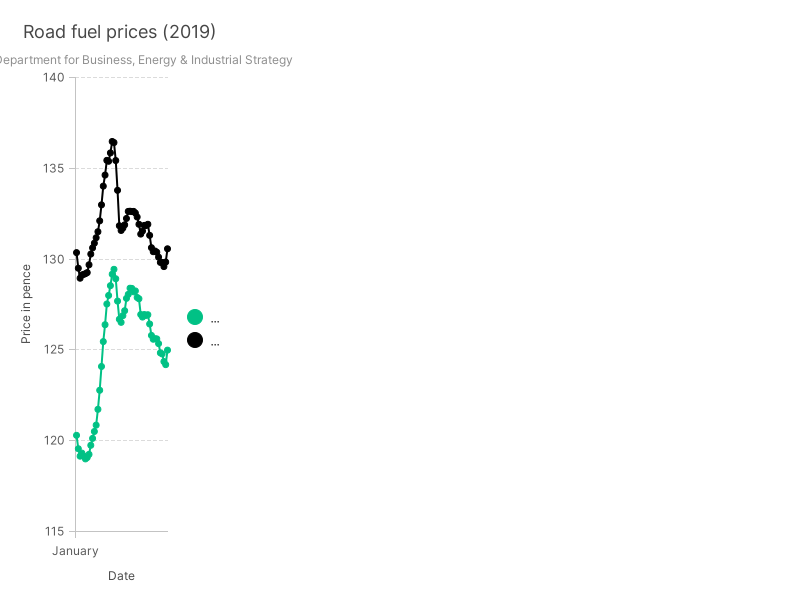 Road fuel prices (2019)
Department for Business, Energy & Industrial Strategy
140
135
130
125
120
115
Price in pence
January
Date
...
...